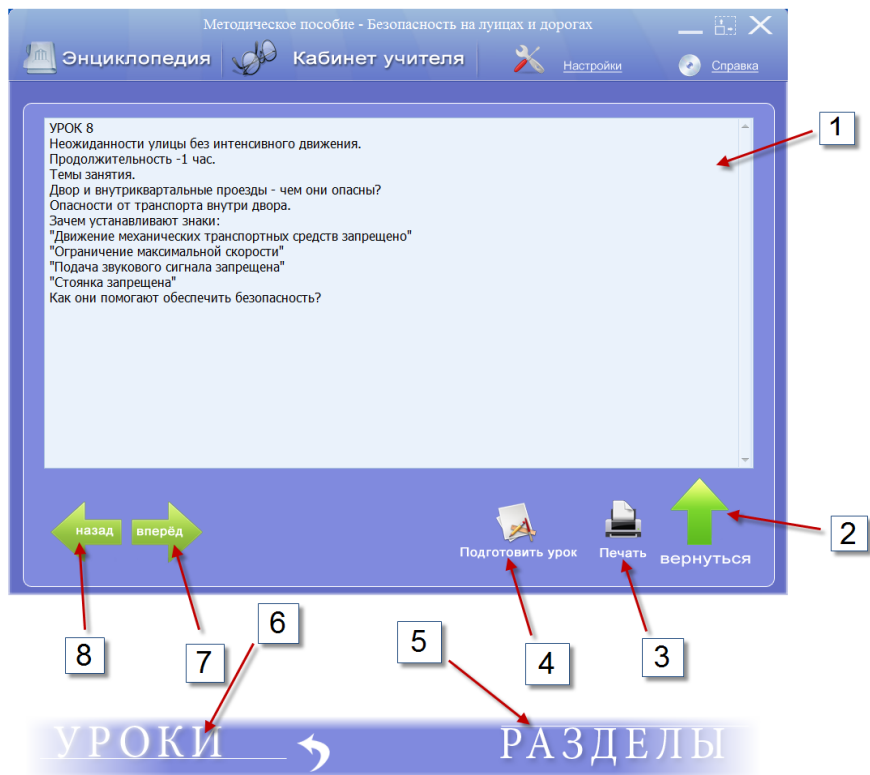 Методическое пособие - Безопасность на луицах и дорогах
Энциклопедия
Кабинет учителя
Настройки
Справка
УРОК 8
Неожиданности улицы без интенсивного движения.
Продолжительность -1 час.
Темы занятия.
Двор и внутриквартальные проезды - чем они опасны?
Опасности от транспорта внутри двора.
Зачем устанавливают знаки:
"Движение механических транспортных средств запрещено"
"Ограничение максимальной скорости"
"Подача звукового сигнала запрещена"
"Стоянка запрещена"
Как они помогают обеспечить безопасность?
1
назад
вперёд
Подготовить урок
Печать
вернуться
2
8
7
6
5
4
3
УРОКИ
РАЗДЕЛЫ